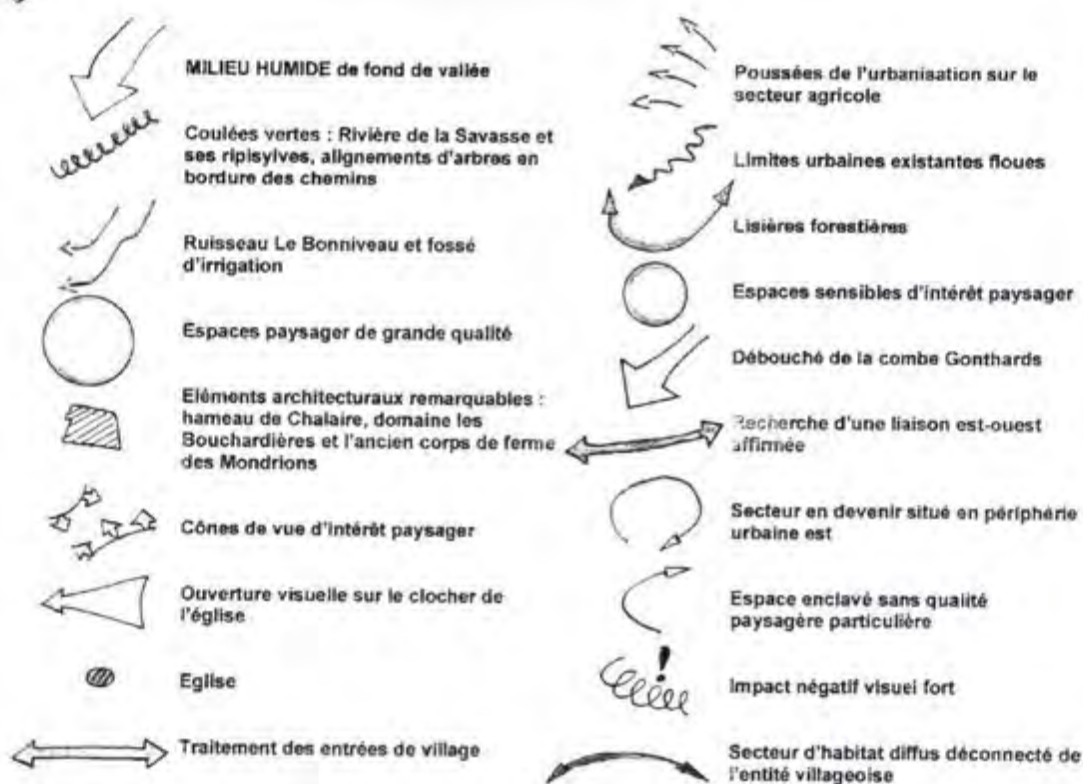 MILIEU HUMIDE de fond de vallée
Coulées vertes : Rivière de la Savasse et
ses ripisylves, alignements d'arbres en
bordure des chemins
Ruisseau Le Bonniveau et fossé
d'irrigation
Espaces paysager de grande qualité
Eléments architecturaux remarquables :
hameau de Chalaire, domaine les
Bouchardières et l'ancien corps de ferme
des Mondrions
Cônes de vue d'intérêt paysager
Ouverture visuelle sur le clocher de
l'église
Eglise
Traitement des entrées de village
Poussées de l'urbanisation sur le
secteur agricole
Limites urbaines existantes floues
Lisières forestières
Espaces sensibles d'intérêt paysager
Débouché de la combe Gonthards
Recherche d'une liaison est-ouest
affirmée
Secteur en devenir situé en périphérie
urbaine est
Espace enclavé sans qualité
paysagère particulière
!
Impact négatif visuel fort
Secteur d'habitat diffus déconnecté de
l'entité villageoise